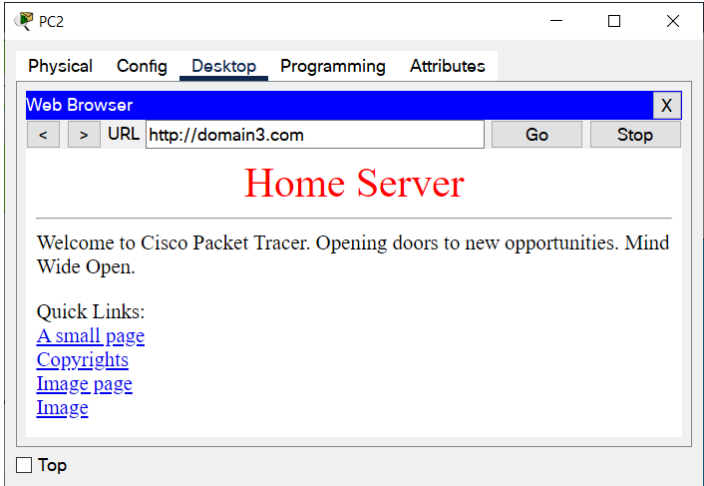 PC2
Physical Config Desktop Programming Attributes
Web Browser X
< > URL http://domain3.com Go Stop
Home Server
Welcome to Cisco Packet Tracer. Opening doors to new opportunities. Mind
Wide Open.
Quick Links:
A small page
Copyrights
Image page
Image
Top